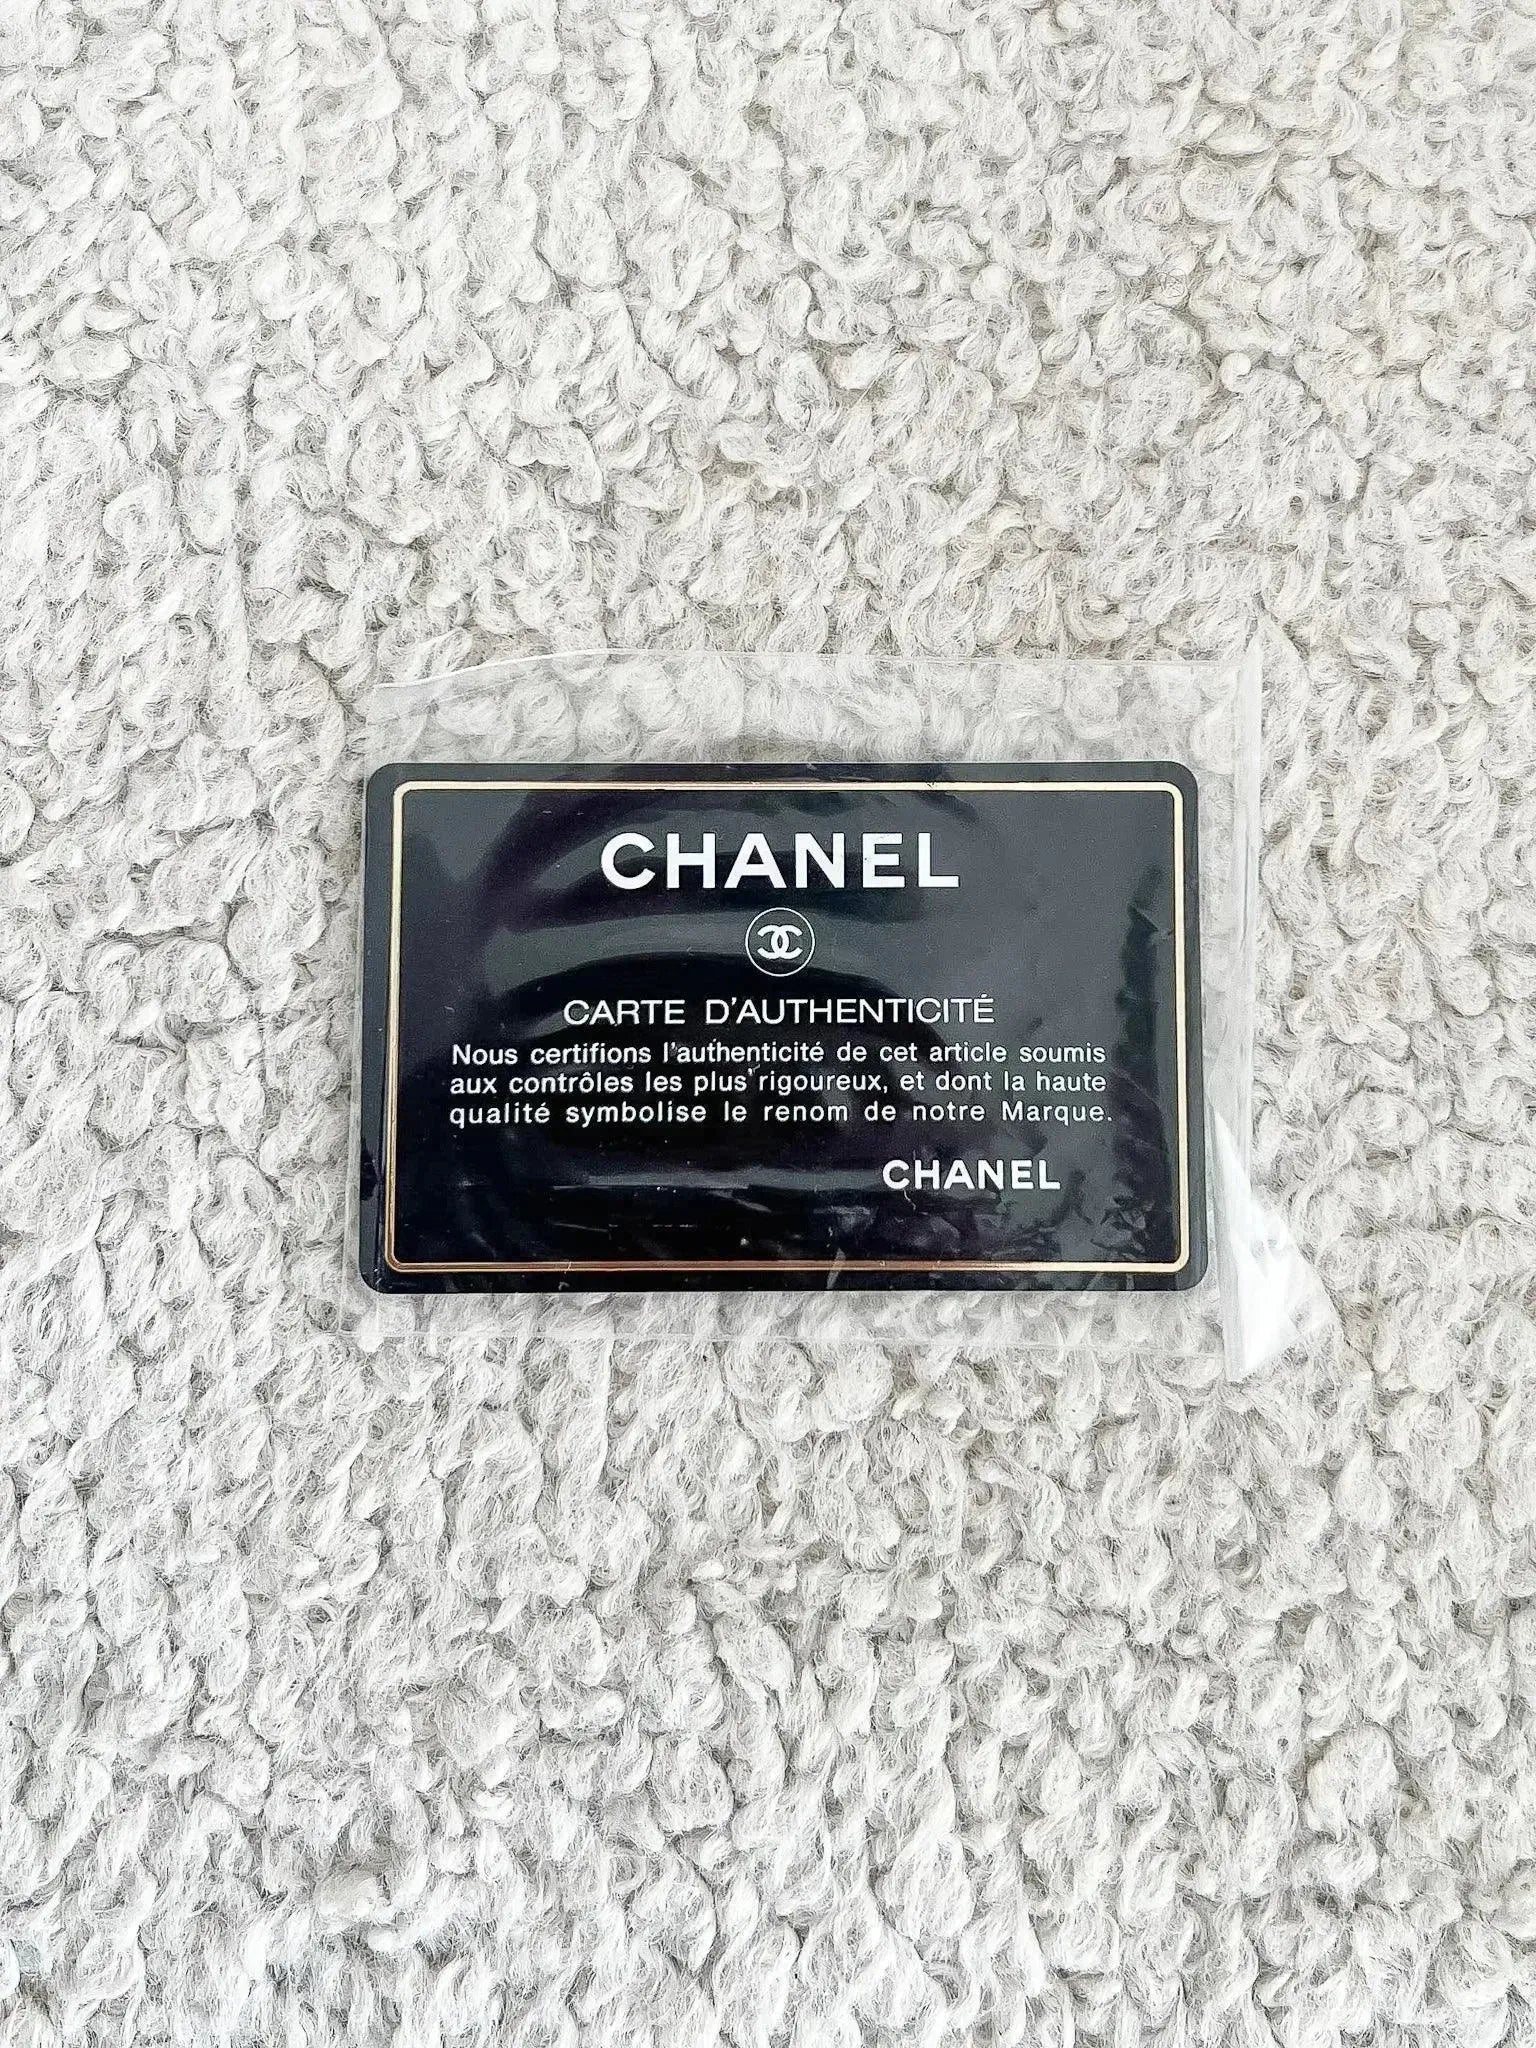 CHANEL
CARTE D'AUTHENTICITÉ
Nous certifions l'authenticité de cet article soumis
aux contrôles les plus rigoureux, et dont la haute
qualité symbolise le renom de notre Marque.
CHANEL